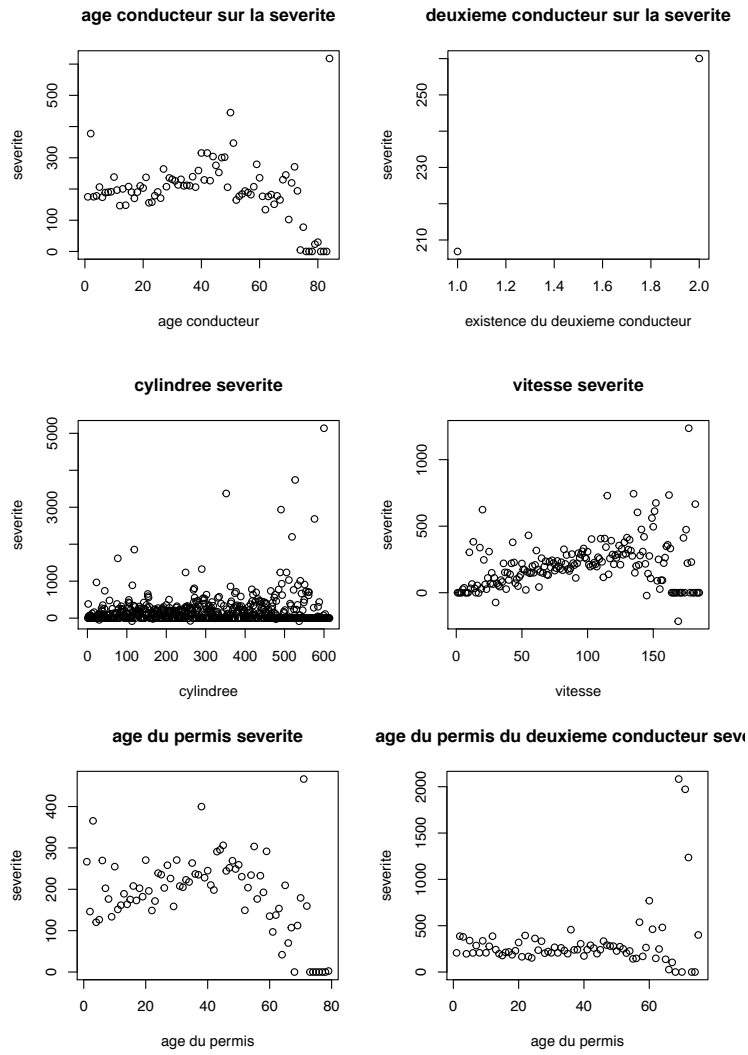 age conducteur sur la severite
severite
0
100
300
500
0 20 40 60 80
age conducteur
deuxieme conducteur sur la severite
severite
210
230
250
1.0 1.2 1.4 1.6 1.8 2.0
existence du deuxieme conducteur
cylindree severite
severite
0
1000
3000
5000
0 100 200 300 400 500 600
cylindree
vitesse severite
severite
0
500
1000
0 50 100 150
vitesse
age du permis severite
severite
0
100
200
300
400
0 20 40 60 80
age du permis
age du permis du deuxieme conducteur seve
severite
0
500
1000
1500
2000
0 20 40 60
age du permis